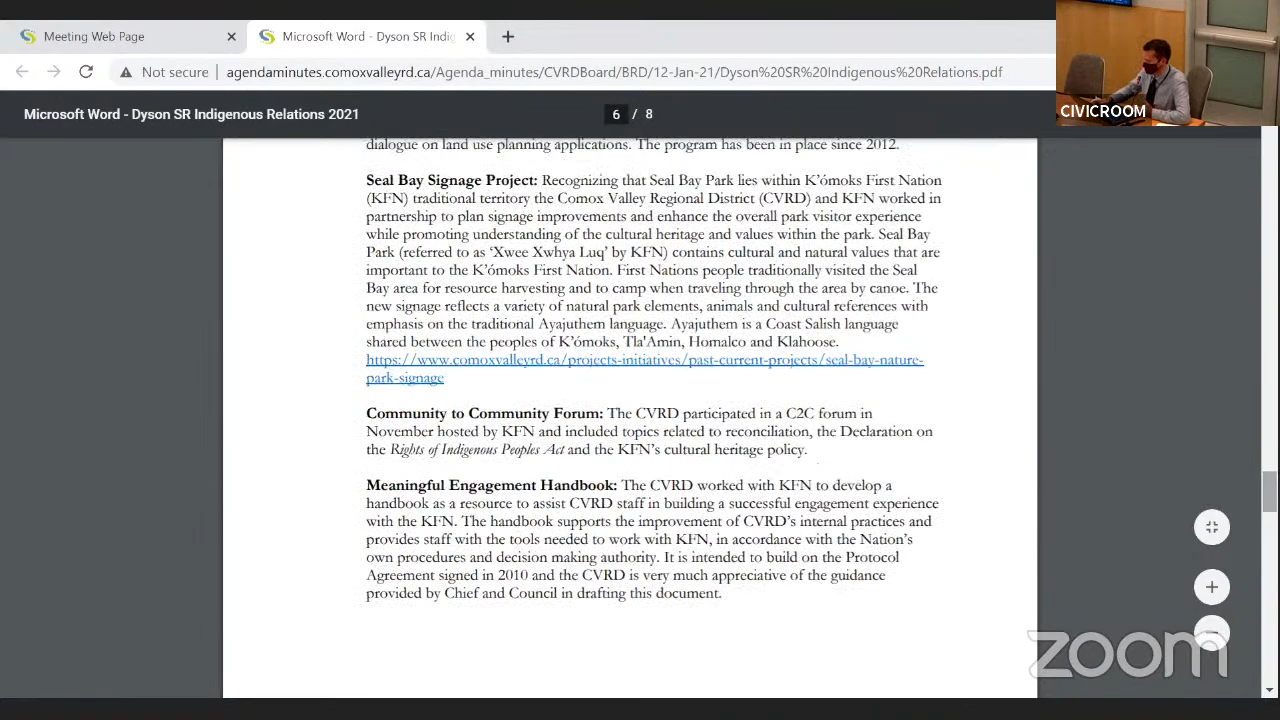 Meeting Web Page
Microsoft Word - Dyson SR Indig
Not secure
agendaminutes.comoxvalleyrd.ca/Agenda_minutes/CVRDBoard/BRD/12-Jan-21/Dyson%20SR%20Indigenous%20Relations.pdf
CIVICROOM
Microsoft Word - Dyson SR Indigenous Relations 2021
6 / 8
dialogue on land use planning applications. The program has been in place since 2012.
Seal Bay Signage Project: Recognizing that Seal Bay Park lies within K’ómoks First Nation
(KFN) traditional territory the Comox Valley Regional District (CVRD) and KFN worked in
partnership to plan signage improvements and enhance the overall park visitor experience
while promoting understanding of the cultural heritage and values within the park. Seal Bay
Park (referred to as ‘Xwee Xwhya Luq’ by KFN) contains cultural and natural values that are
important to the K’ómoks First Nation. First Nations people traditionally visited the Seal
Bay area for resource harvesting and to camp when traveling through the area by canoe. The
new signage reflects a variety of natural park elements, animals and cultural references with
emphasis on the traditional Ayajuthem language. Ayajuthem is a Coast Salish language
shared between the peoples of K’ómoks, Tla'Amin, Homalco and Klahoose.
https://www.comoxvalleyrd.ca/projects-initiatives/past-current-projects/seal-bay-nature-
park-signage
Community to Community Forum: The CVRD participated in a C2C forum in
November hosted by KFN and included topics related to reconciliation, the Declaration on
the Rights of Indigenous Peoples Act and the KFN’s cultural heritage policy.
Meaningful Engagement Handbook: The CVRD worked with KFN to develop a
handbook as a resource to assist CVRD staff in building a successful engagement experience
with the KFN. The handbook supports the improvement of CVRD’s internal practices and
provides staff with the tools needed to work with KFN, in accordance with the Nation’s
own procedures and decision making authority. It is intended to build on the Protocol
Agreement signed in 2010 and the CVRD is very much appreciative of the guidance
provided by Chief and Council in drafting this document.
zoom